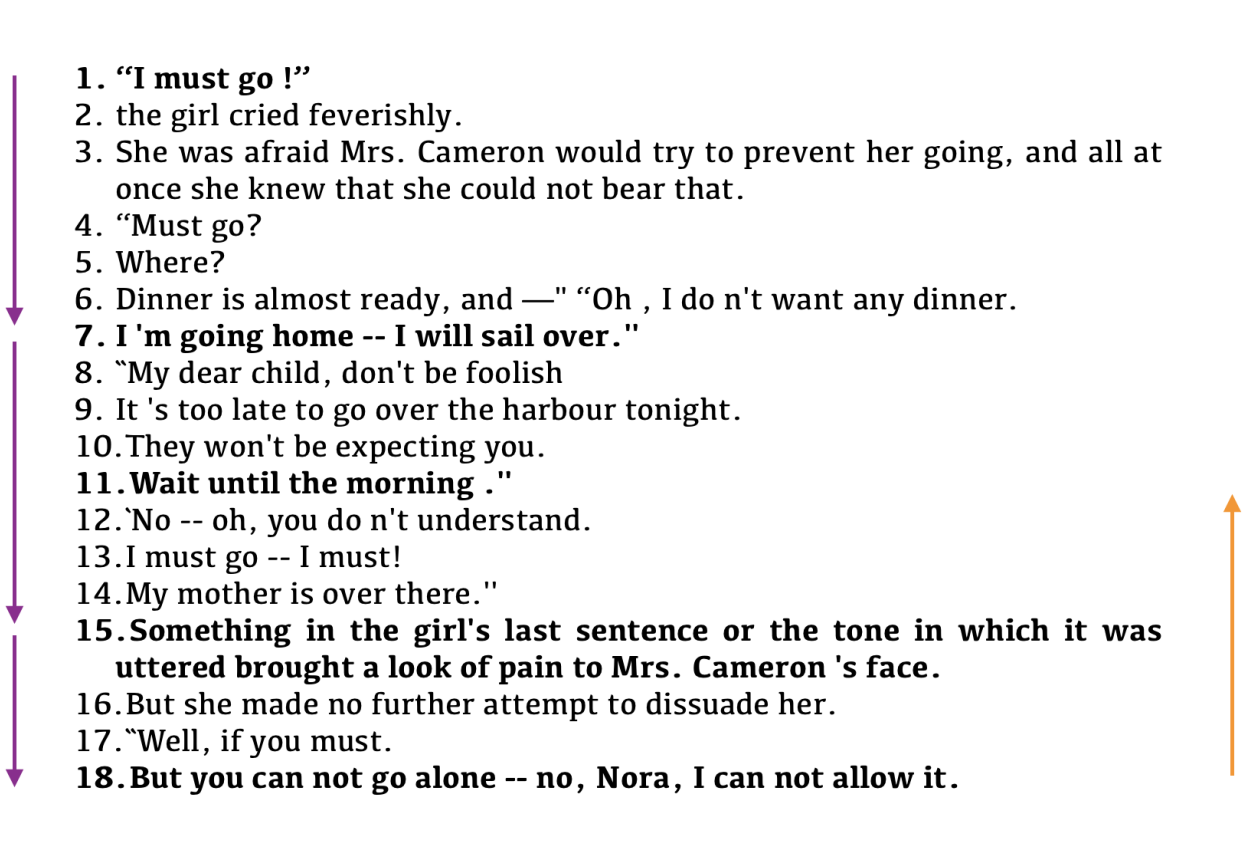 1. “I must go !”
2. the girl cried feverishly.
3. She was afraid Mrs. Cameron would try to prevent her going, and all at
once she knew that she could not bear that.
4. “Must go?
5. Where?
6. Dinner is almost ready, and —" “Oh , I do n't want any dinner.
7. I 'm going home -- I will sail over."
8. ‟My dear child, don't be foolish
9. It 's too late to go over the harbour tonight.
10.They won't be expecting you.
11.Wait until the morning ."
12.‛No -- oh, you do n't understand.
13.I must go -- I must!
14.My mother is over there."
15.Something in the girl's last sentence or the tone in which it was
uttered brought a look of pain to Mrs. Cameron 's face.
16.But she made no further attempt to dissuade her.
17.‟Well, if you must.
18.But you can not go alone -- no, Nora, I can not allow it.